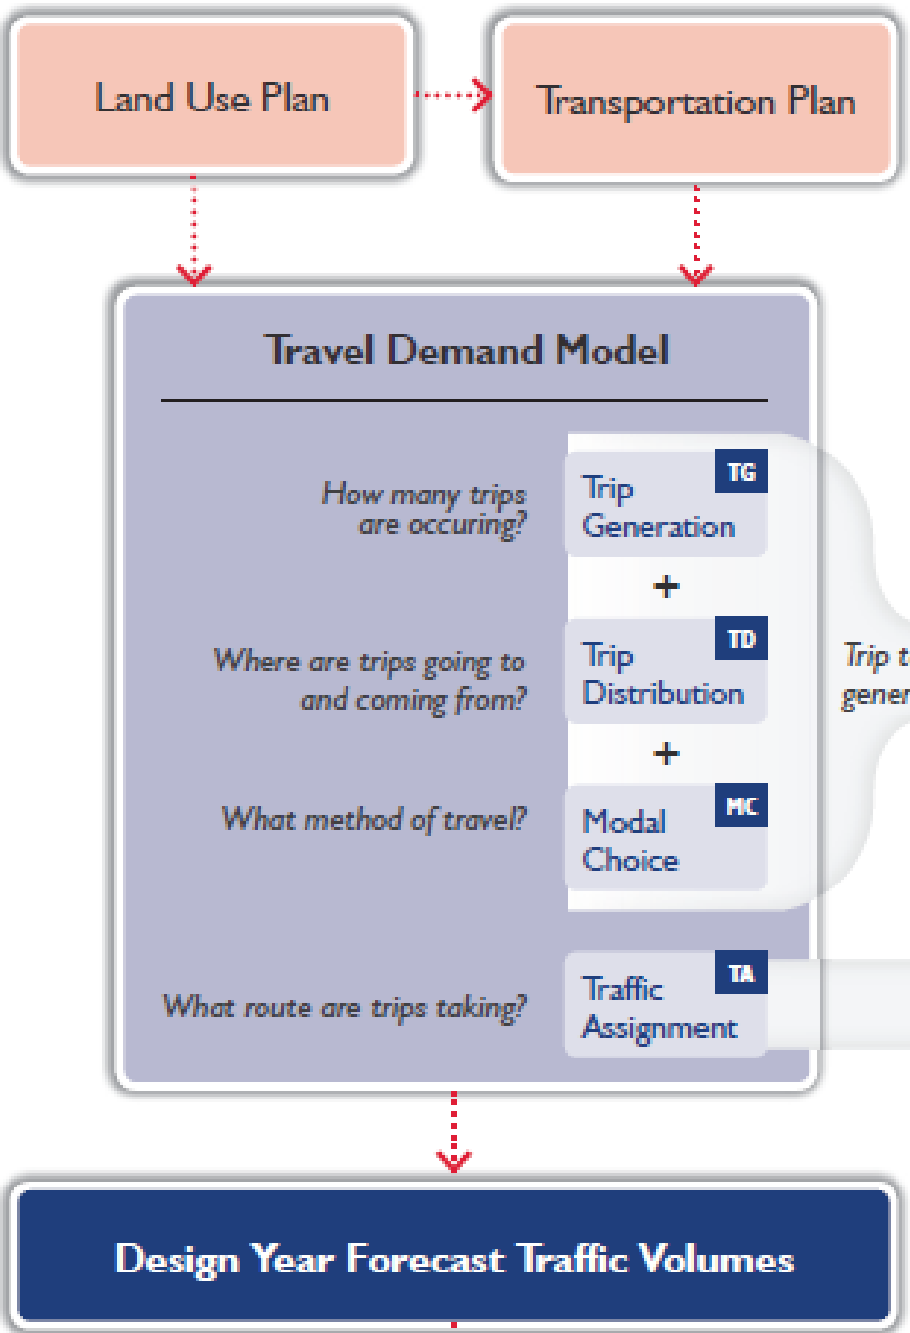 Land Use Plan
Transportation Plan
Travel Demand Model
How many trips
are occuring?
TG
Trip
Generation
+
Where are trips going to
and coming from?
TD
Trip
Distribution
+
What method of travel?
MC
Modal
Choice
Trip t
gener
What route are trips taking?
TA
Traffic
Assignment
Design Year Forecast Traffic Volumes